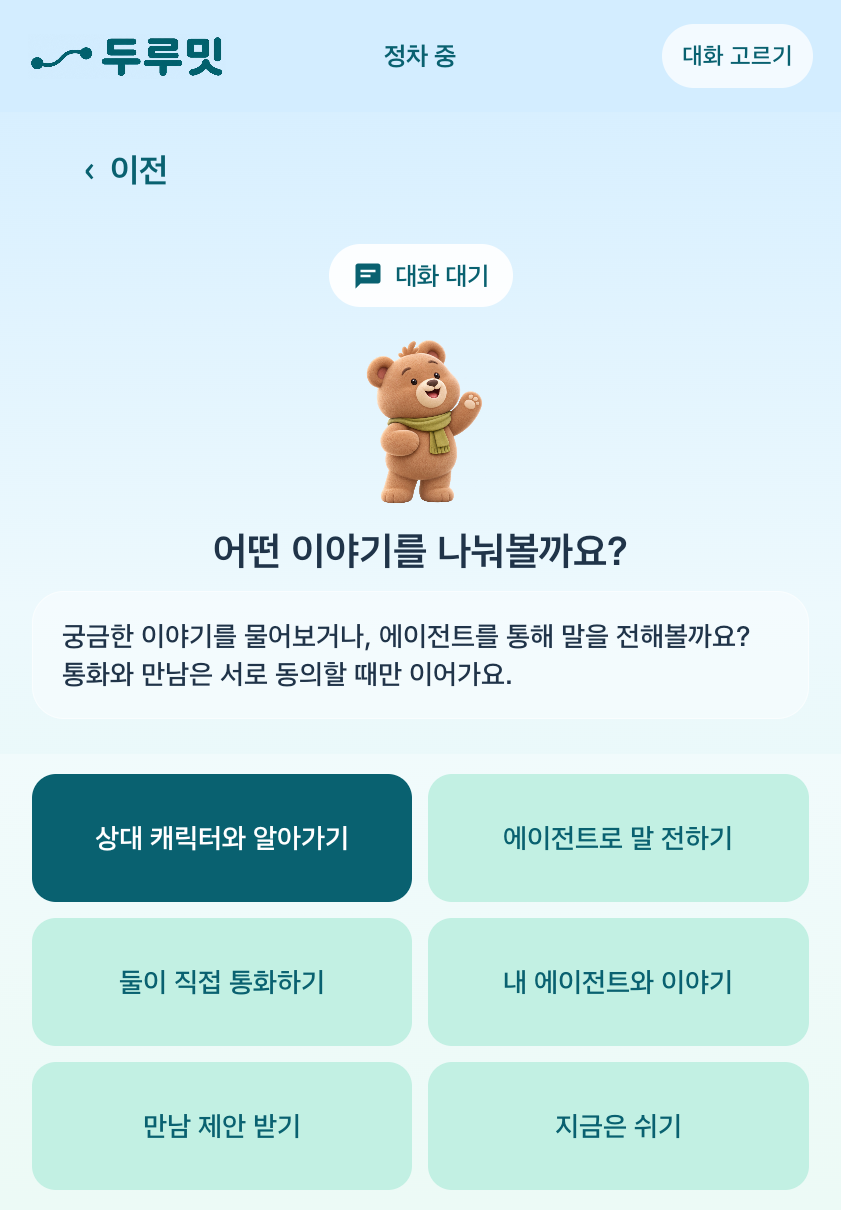 두루밋
정차 중
대화 고르기
‹ 이전
대화 대기
어떤 이야기를 나눠볼까요?
궁금한 이야기를 물어보거나, 에이전트를 통해 말을 전해볼까요?
통화와 만남은 서로 동의할 때만 이어가요.
상대 캐릭터와 알아가기
에이전트로 말 전하기
둘이 직접 통화하기
내 에이전트와 이야기
만남 제안 받기
지금은 쉬기